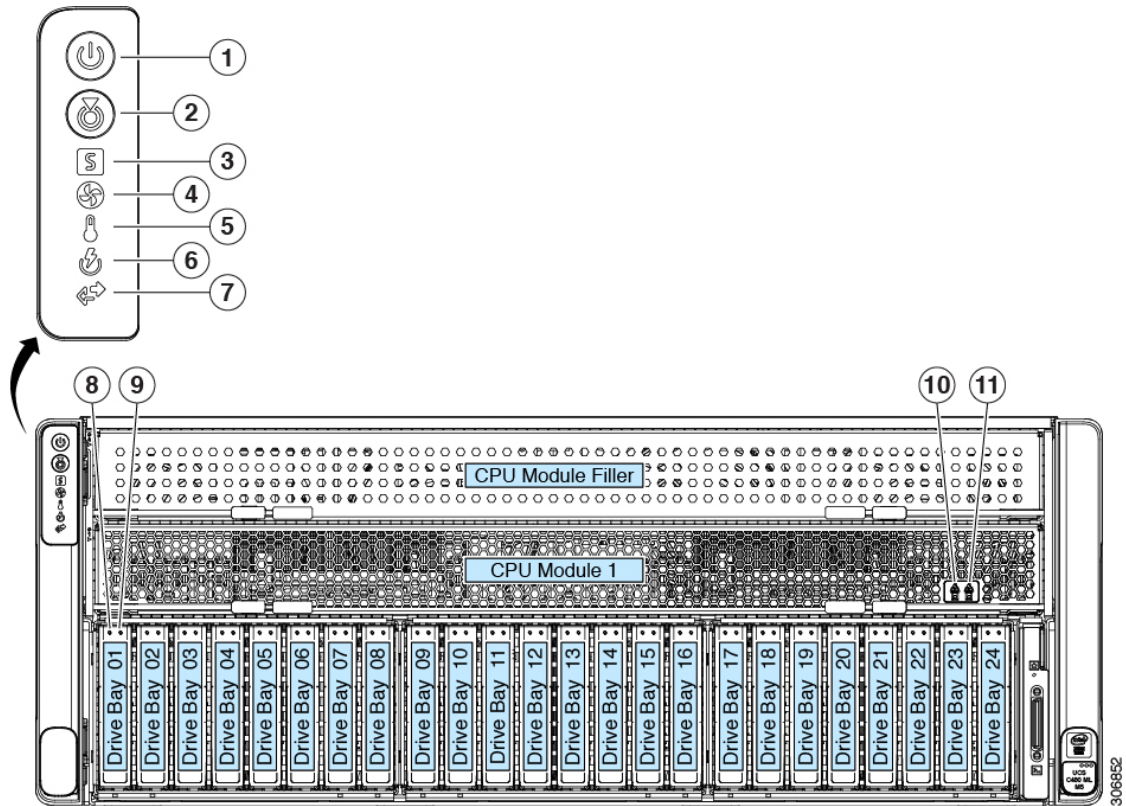 1
2
S
3
4
5
6
7
8
9
10
11
CPU Module Filler
CPU Module 1
Drive Bay 01
Drive Bay 02
Drive Bay 03
Drive Bay 04
Drive Bay 05
Drive Bay 06
Drive Bay 07
Drive Bay 08
Drive Bay 09
Drive Bay 10
Drive Bay 11
Drive Bay 12
Drive Bay 13
Drive Bay 14
Drive Bay 15
Drive Bay 16
Drive Bay 17
Drive Bay 18
Drive Bay 19
Drive Bay 20
Drive Bay 21
Drive Bay 22
Drive Bay 23
Drive Bay 24
UCS
C480 ML
M5
306852